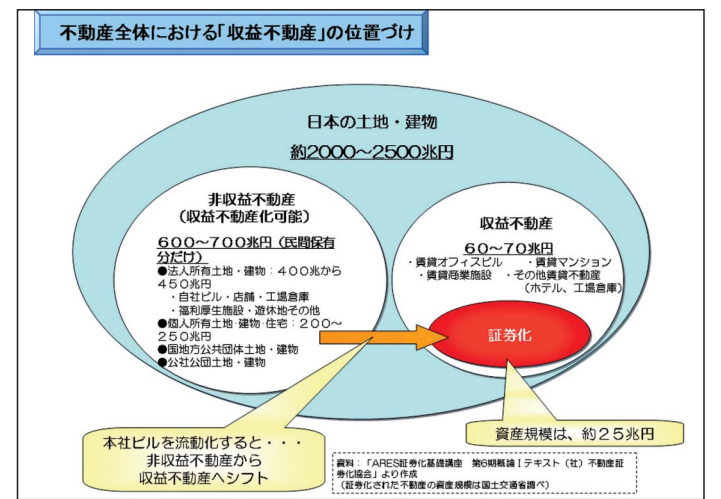 不動産全体における｢収益不動産｣の位置づけ
日本の土地・建物
約2000～2500兆円
非収益不動産
(収益不動産化可能)
600～700兆円 (民間保有
分だけ)
●法人所有土地・建物：400兆から
450兆円
・自社ビル・店舗・工場倉庫
・福利厚生施設・遊休地その他
●個人所有土地･建物･住宅：200～
250兆円
●国地方公共団体土地・建物
●公社公団土地・建物
収益不動産
60～70兆円
・賃貸オフィスビル ・賃貸マンション
・賃貸商業施設 ・その他賃貸不動産
(ホテル、工場倉庫)
証券化
資産規模は、約25兆円
本社ビルを流動化すると・・・
非収益不動産から
収益不動産へシフト
資料：「ARES証券化基礎講座 第6期概論Ⅰテキスト（社）不動産証
券化協会」より作成
（証券化された不動産の資産規模は国土交通省調べ）